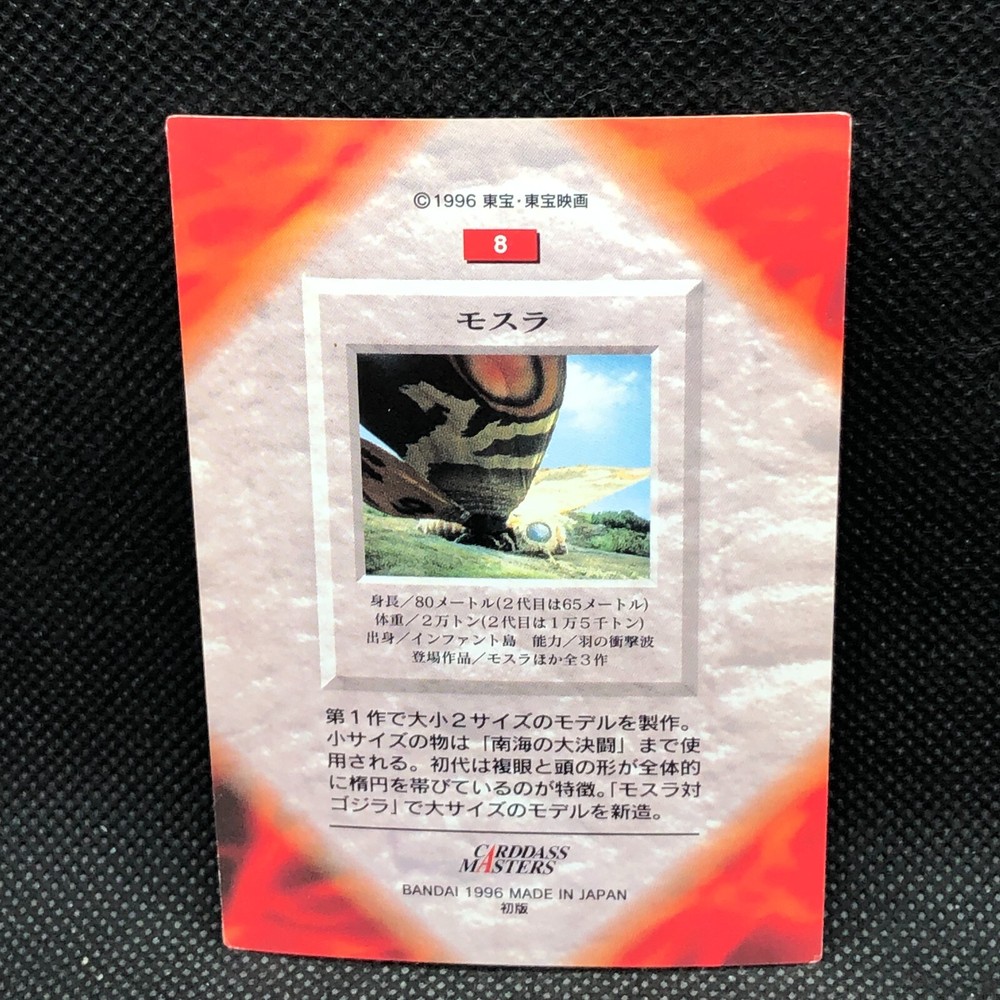 ©1996 東宝・東宝映画
8
モスラ
身長／80メートル(2代目は65メートル)
体重／2万トン(2代目は1万5千トン)
出身／インファント島　能力／羽の衝撃波
登場作品／モスラほか全3作
第1作で大小2サイズのモデルを製作。
小サイズの物は「南海の大決闘」まで使
用される。初代は複眼と頭の形が全体的
に楕円を帯びているのが特徴。「モスラ対
ゴジラ」で大サイズのモデルを新造。
CARDDASS
MASTERS
BANDAI 1996 MADE IN JAPAN
初版